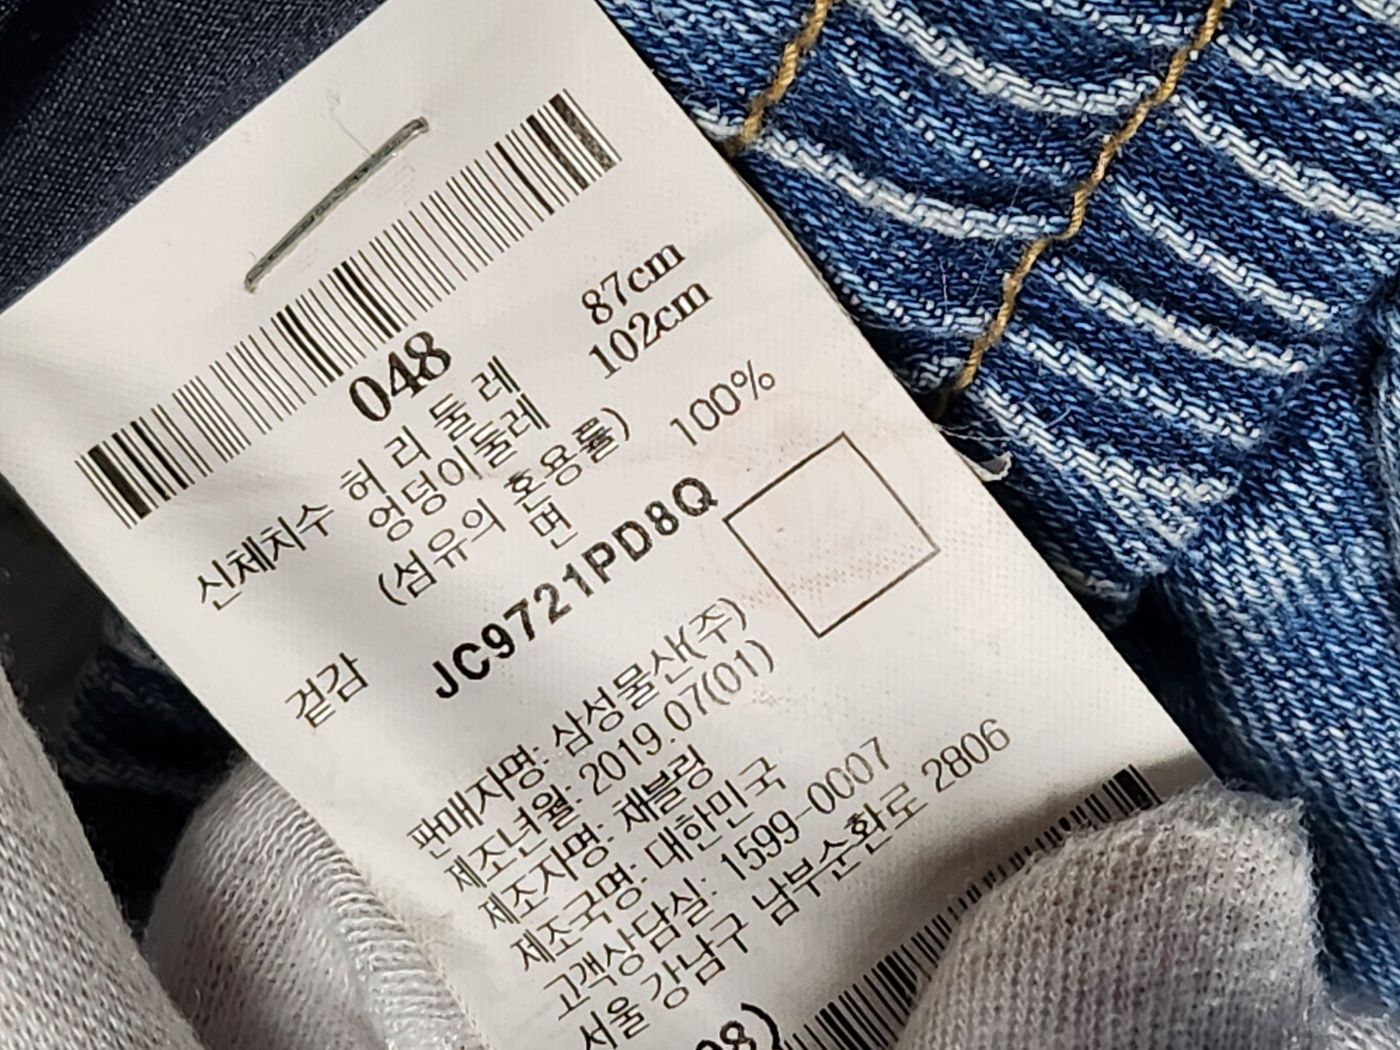 048
신체치수 허리둘레 87cm
엉덩이둘레 102cm
(섬유의 혼용률)
겉감 면 100%
JC9721PD8Q
판매자명: 삼성물산(주)
제조년월: 2019.07(01)
제조자명: 채블링
제조국명: 대한민국
고객상담실: 1599-0007
서울 강남구 남부순환로 2806
08)